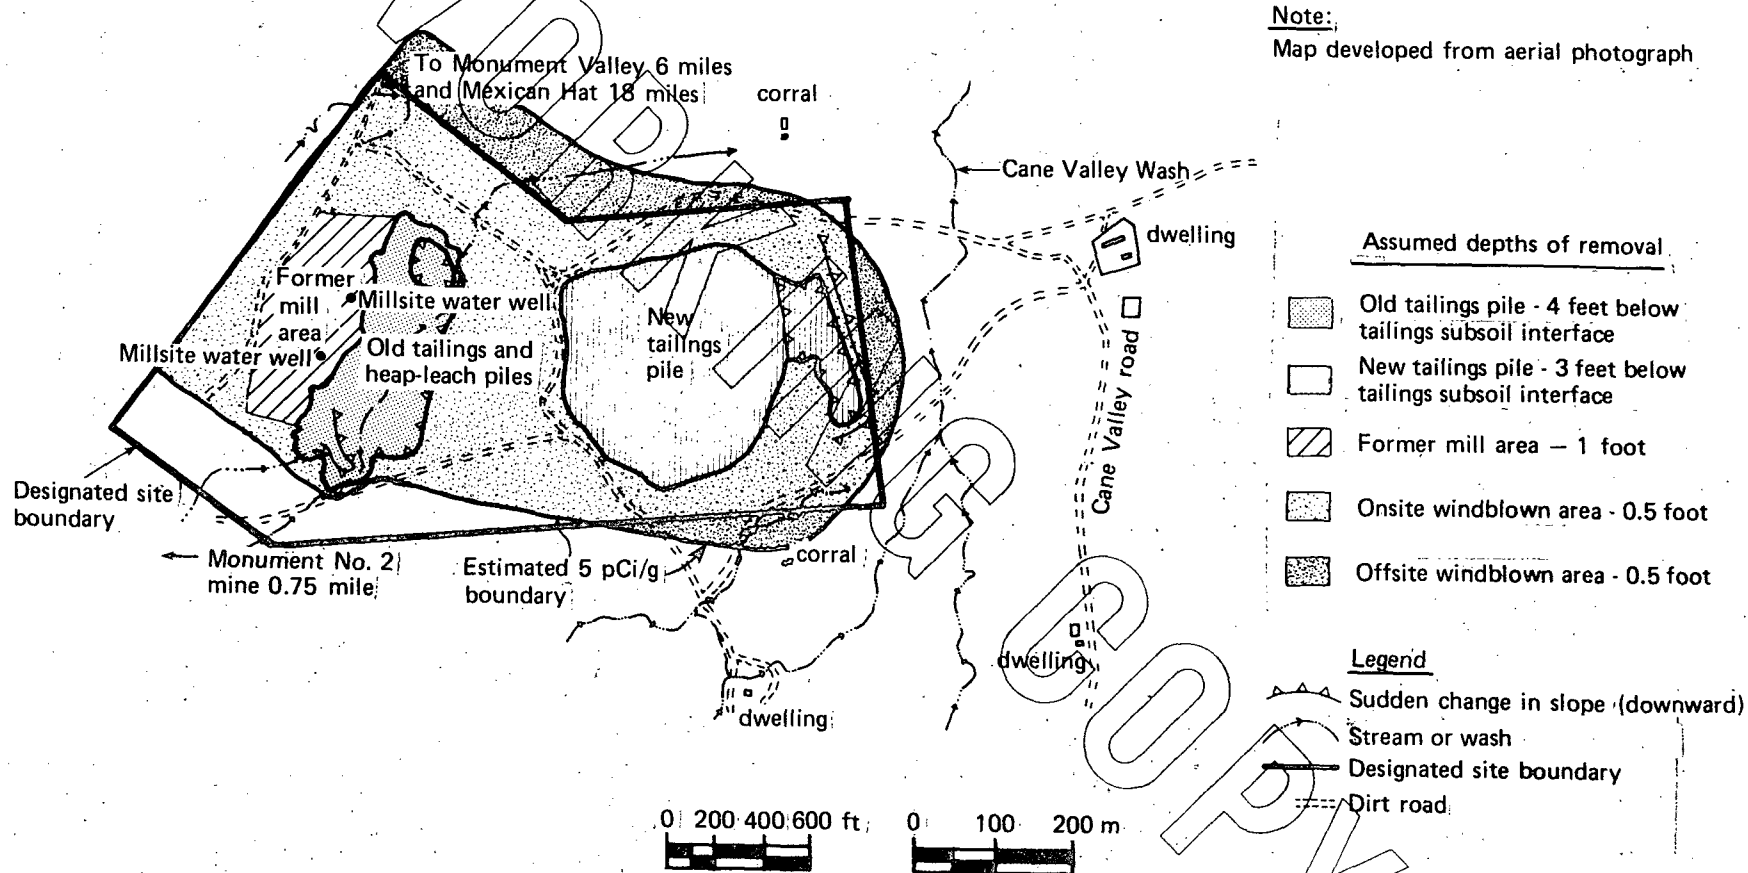 Note:
Map developed from aerial photograph
To Monument Valley 6 miles
and Mexican Hat 18 miles
corral
Cane Valley Wash
dwelling
Former
mill
area
Millsite water well
Millsite water well
Old tailings and
heap-leach piles
New
tailings
pile
Cane Valley road
Designated site
boundary
Monument No. 2
mine 0.75 mile
Estimated 5 pCi/g
boundary
corral
dwelling
dwelling
Assumed depths of removal
Old tailings pile - 4 feet below
tailings subsoil interface
New tailings pile - 3 feet below
tailings subsoil interface
Former mill area — 1 foot
Onsite windblown area - 0.5 foot
Offsite windblown area - 0.5 foot
Legend
Sudden change in slope (downward)
Stream or wash
Designated site boundary
Dirt road
0 200 400 600 ft
0 100 200 m
COPY